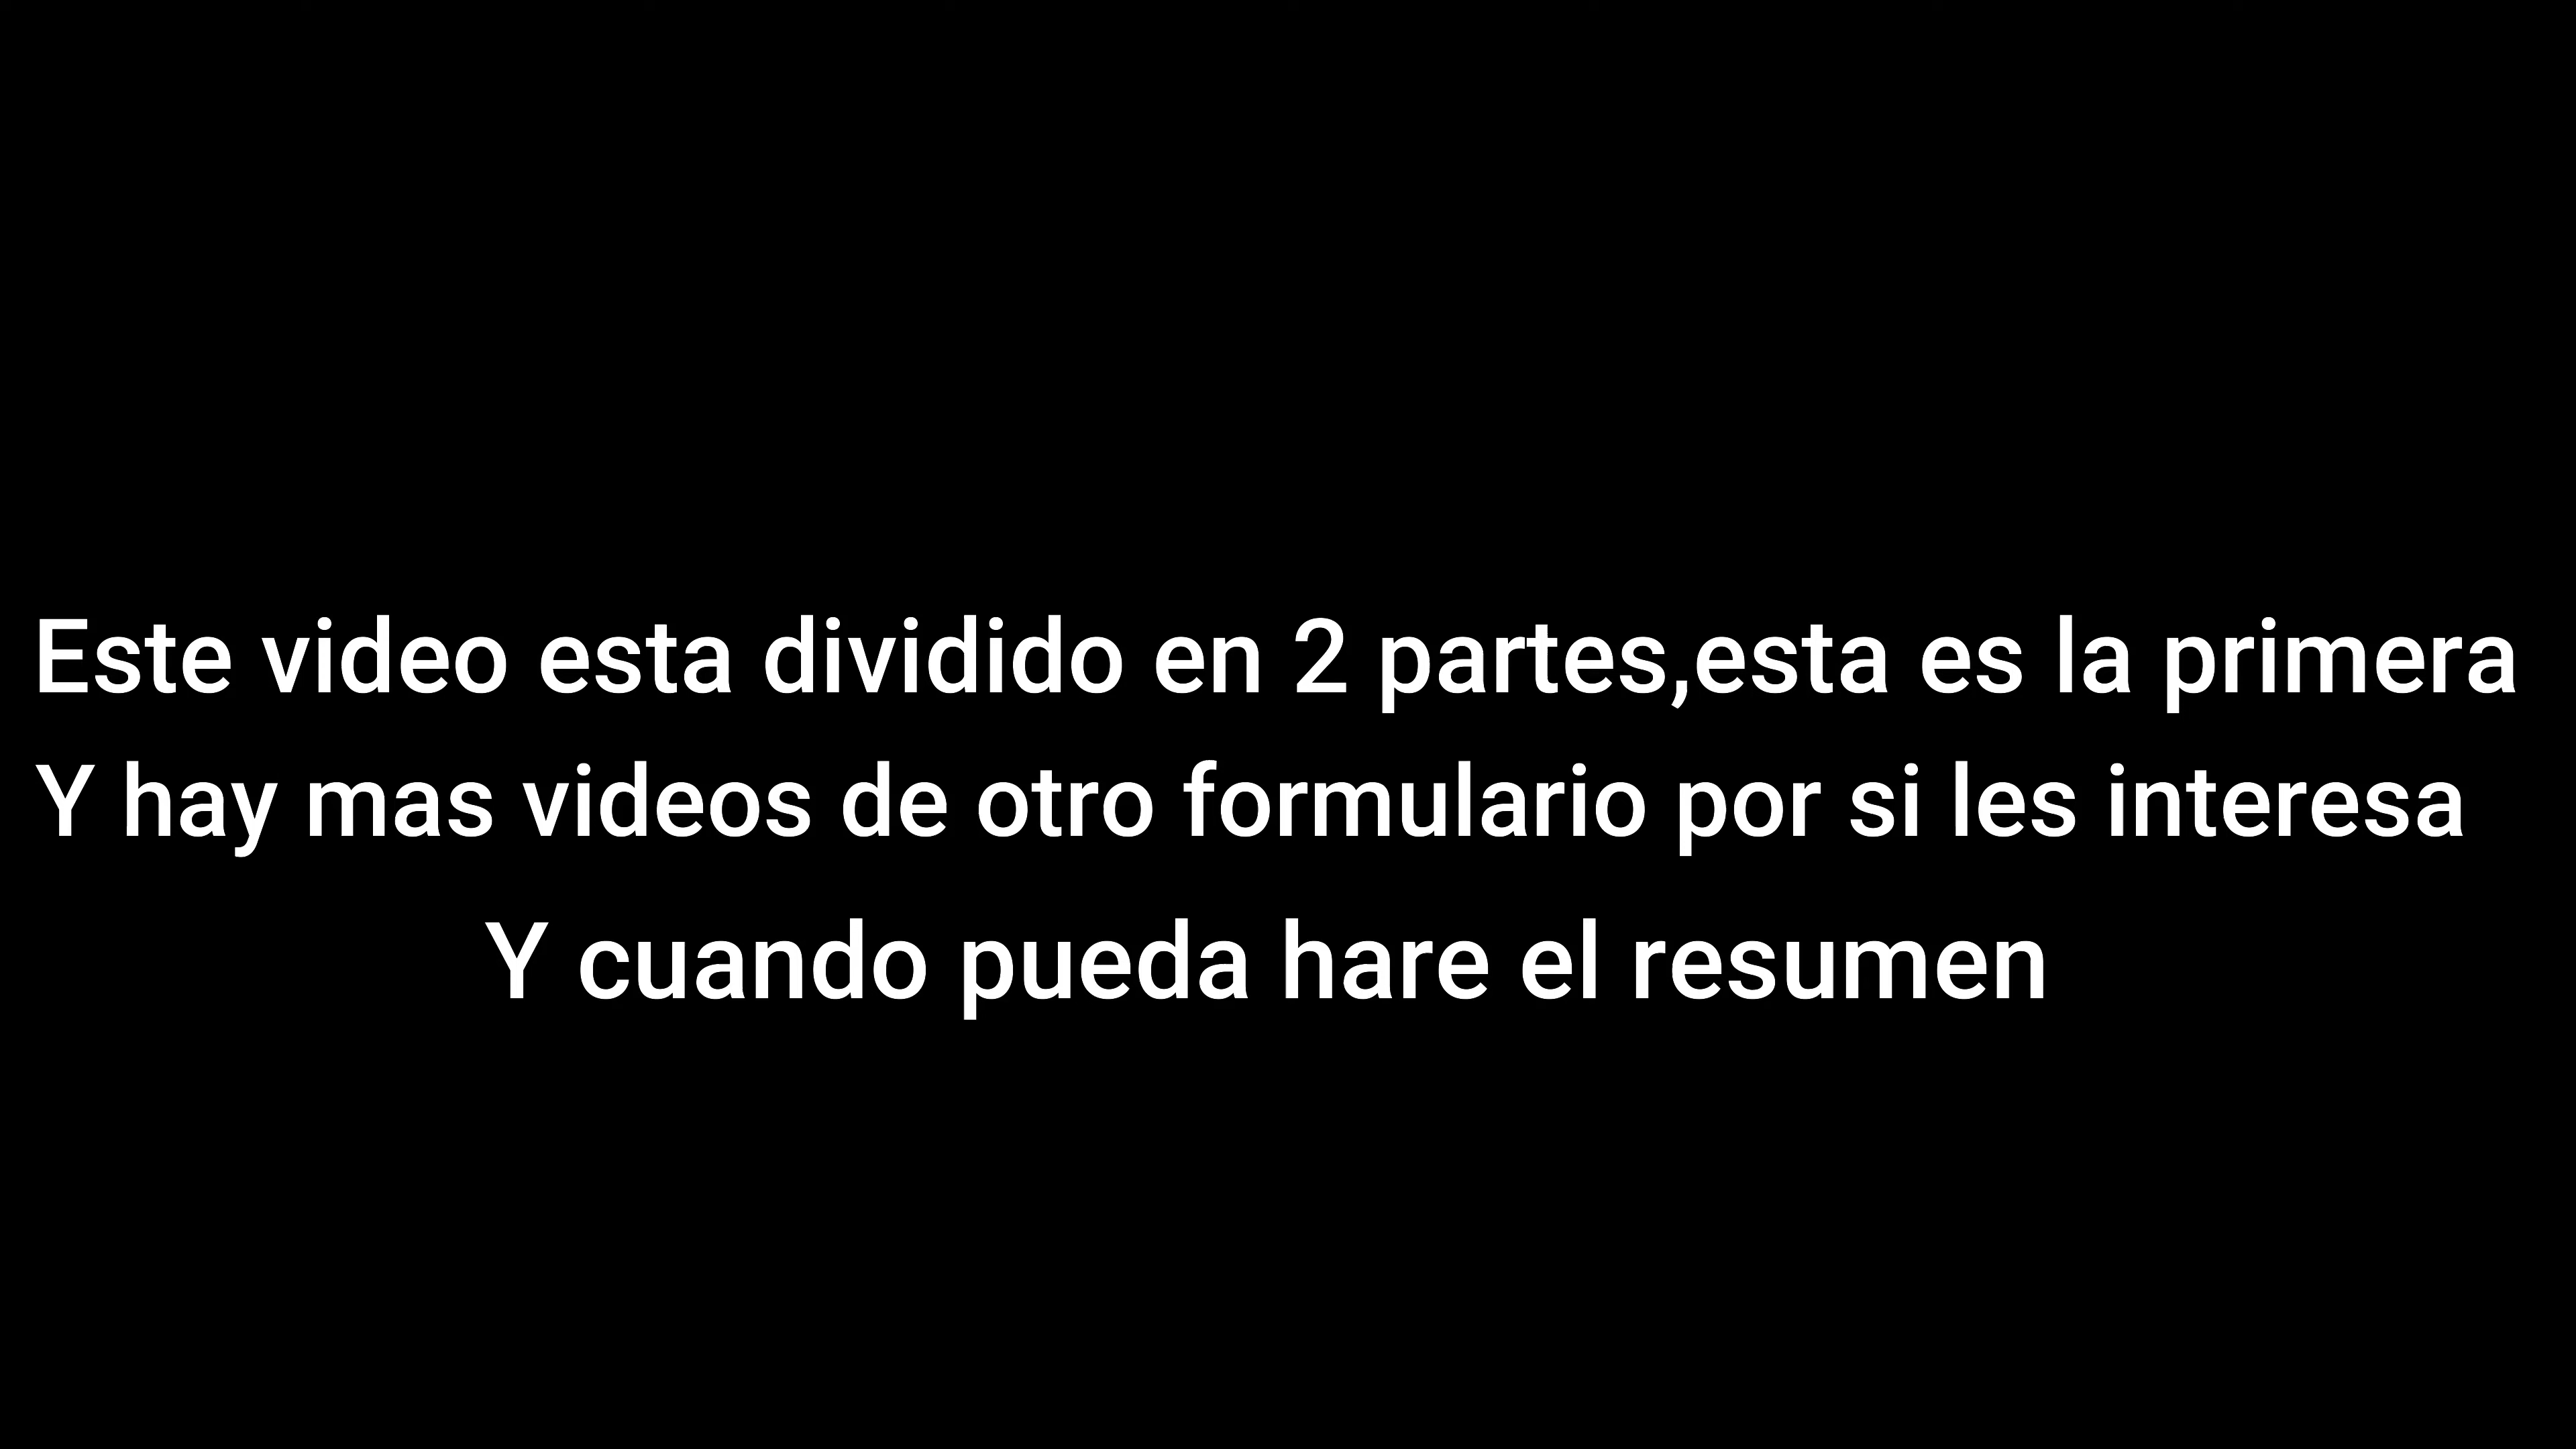 Este video esta dividido en 2 partes,esta es la primera
Y hay mas videos de otro formulario por si les interesa
Y cuando pueda hare el resumen